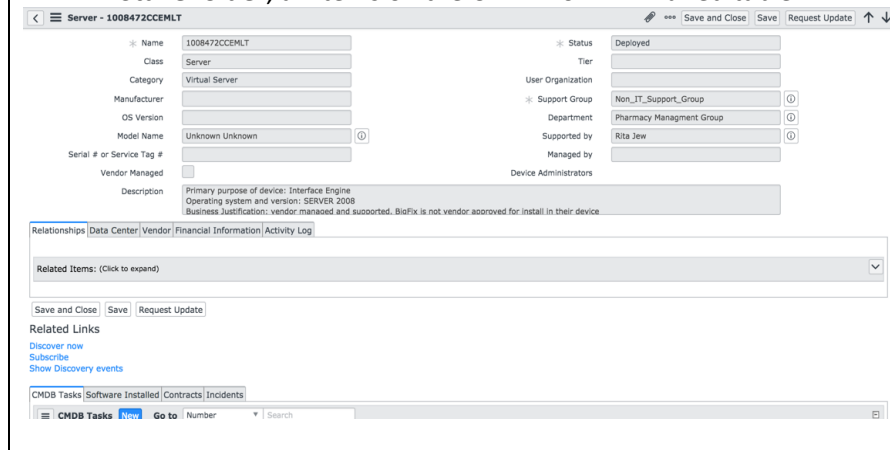 Server - 1008472CCEMLT Save and Close Save Request Update
Name 1008472CCEMLT Status Deployed
Class Server Tier
Category Virtual Server User Organization
Manufacturer Support Group Non_IT_Support_Group
OS Version Department Pharmacy Managment Group
Model Name Unknown Unknown Supported by Rita Jew
Serial # or Service Tag # Managed by
Vendor Managed Device Administrators
Description Primary purpose of device: Interface Engine
Operating system and version: SERVER 2008
Business Justification: vendor managed and supported. BigFix is not vendor approved for install in their device
Relationships Data Center Vendor Financial Information Activity Log
Related Items: (Click to expand)
Save and Close Save Request Update
Related Links
Discover now
Subscribe
Show Discovery events
CMDB Tasks Software Installed Contracts Incidents
CMDB Tasks New Go to Number Search